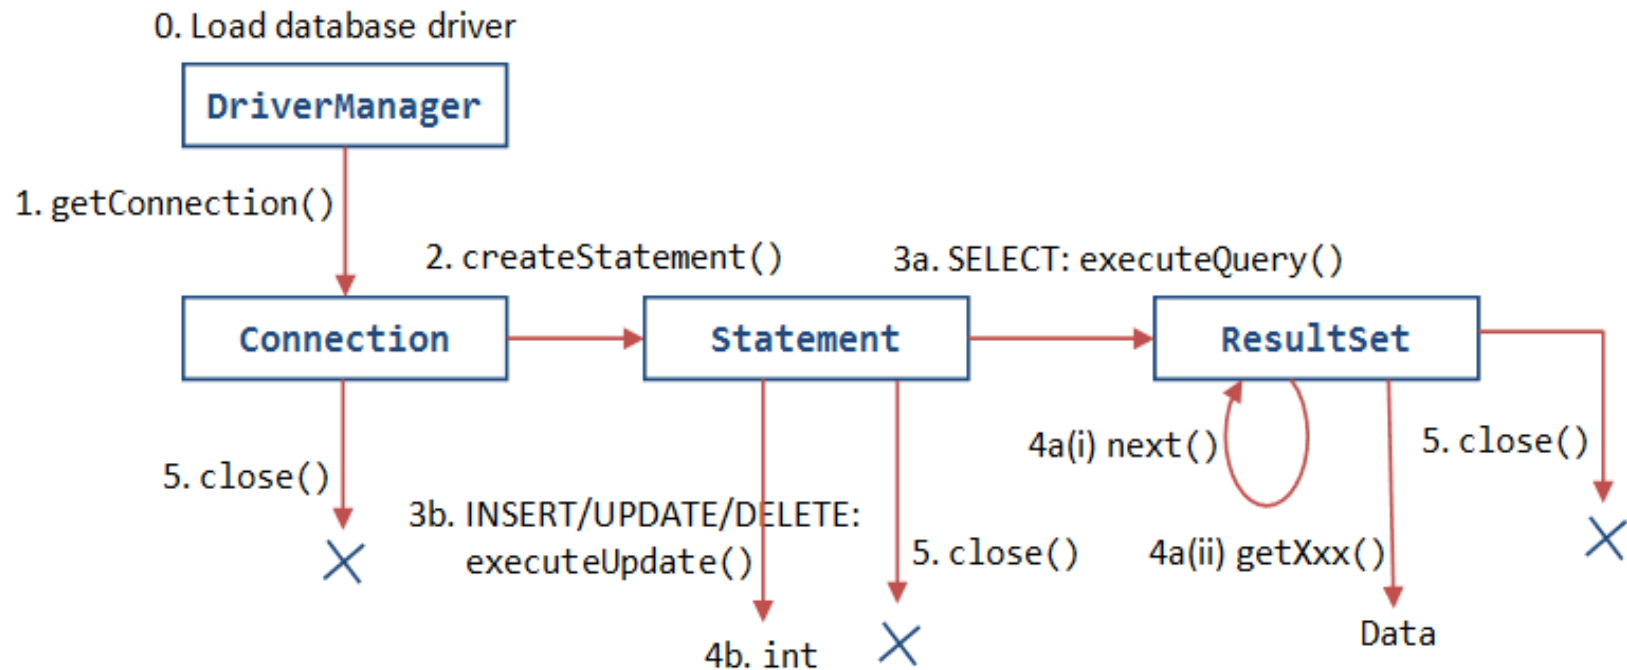 0. Load database driver
DriverManager
1. getConnection()
2. createStatement()
3a. SELECT: executeQuery()
Connection
Statement
ResultSet
4a(i) next()
5. close()
5. close()
3b. INSERT/UPDATE/DELETE:
executeUpdate()
5. close()
4a(ii) getXxx()
4b. int
Data